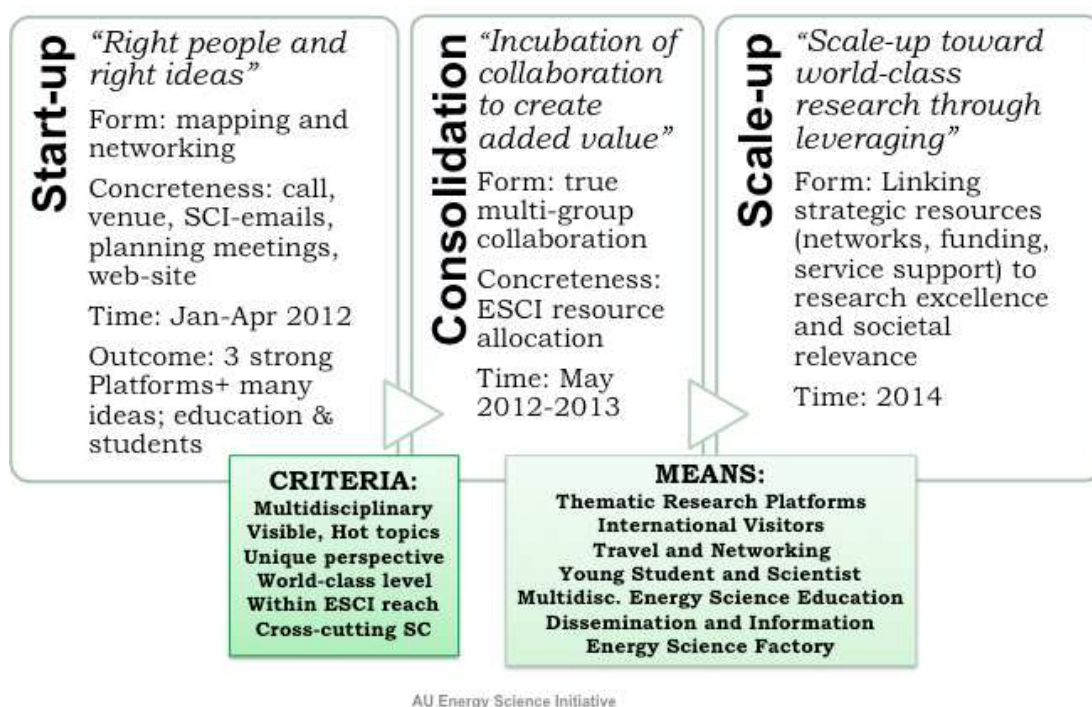 Start-up
“Right people and
right ideas”
Form: mapping and
networking
Concreteness: call,
venue, SCI-emails,
planning meetings,
web-site
Time: Jan-Apr 2012
Outcome: 3 strong
Platforms+ many
ideas; education &
students
Consolidation
“Incubation of
collaboration
to create
added value”
Form: true
multi-group
collaboration
Concreteness:
ESCI resource
allocation
Time: May
2012-2013
Scale-up
“Scale-up toward
world-class
research through
leveraging”
Form: Linking
strategic resources
(networks, funding,
service support) to
research excellence
and societal
relevance
Time: 2014
CRITERIA:
Multidisciplinary
Visible, Hot topics
Unique perspective
World-class level
Within ESCI reach
Cross-cutting SC
MEANS:
Thematic Research Platforms
International Visitors
Travel and Networking
Young Student and Scientist
Multidisc. Energy Science Education
Dissemination and Information
Energy Science Factory
AU Energy Science Initiative